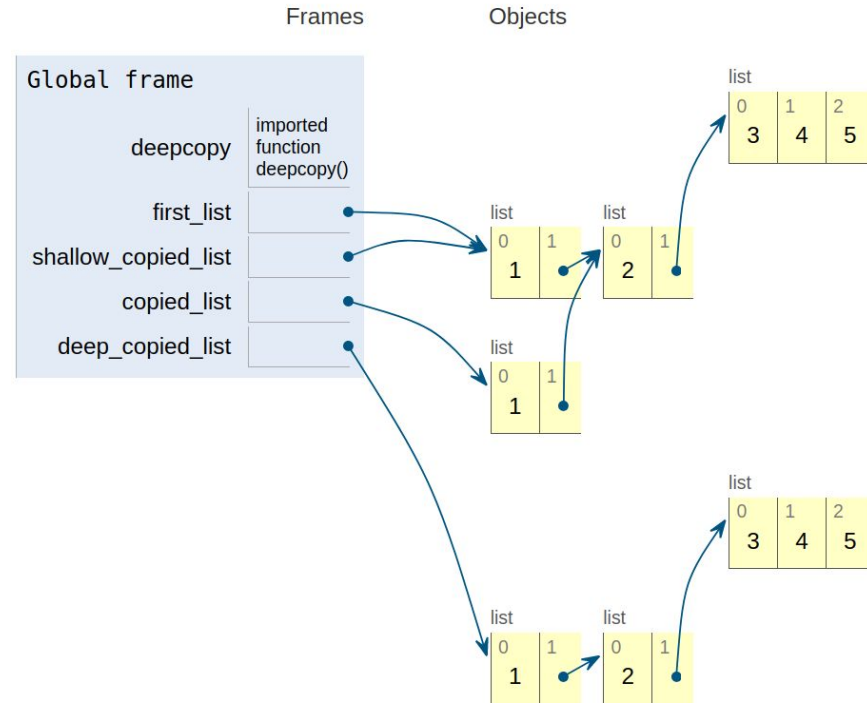 Frames Objects
Global frame
deepcopy imported
function
deepcopy()
first_list
shallow_copied_list
copied_list
deep_copied_list
list
0 1 2
3 4 5
list list
0 1 0 1
1 2
list
0 1
1
list
0 1 2
3 4 5
list list
0 1 0 1
1 2